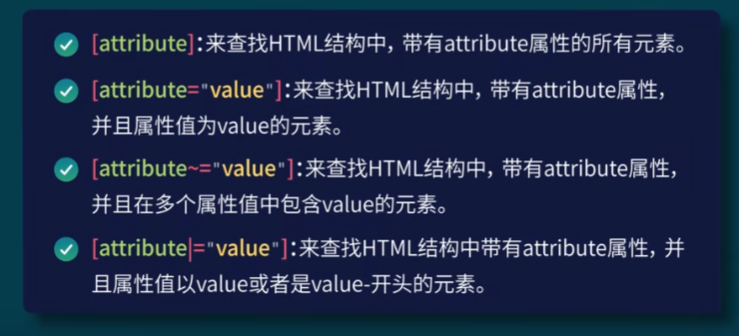 [attribute]：来查找HTML结构中，带有attribute属性的所有元素。
[attribute="value"]：来查找HTML结构中，带有attribute属性，
并且属性值为value的元素。
[attribute~="value"]：来查找HTML结构中，带有attribute属性，
并且在多个属性值中包含value的元素。
[attribute|="value"]：来查找HTML结构中带有attribute属性，并
且属性值以value或者是value-开头的元素。